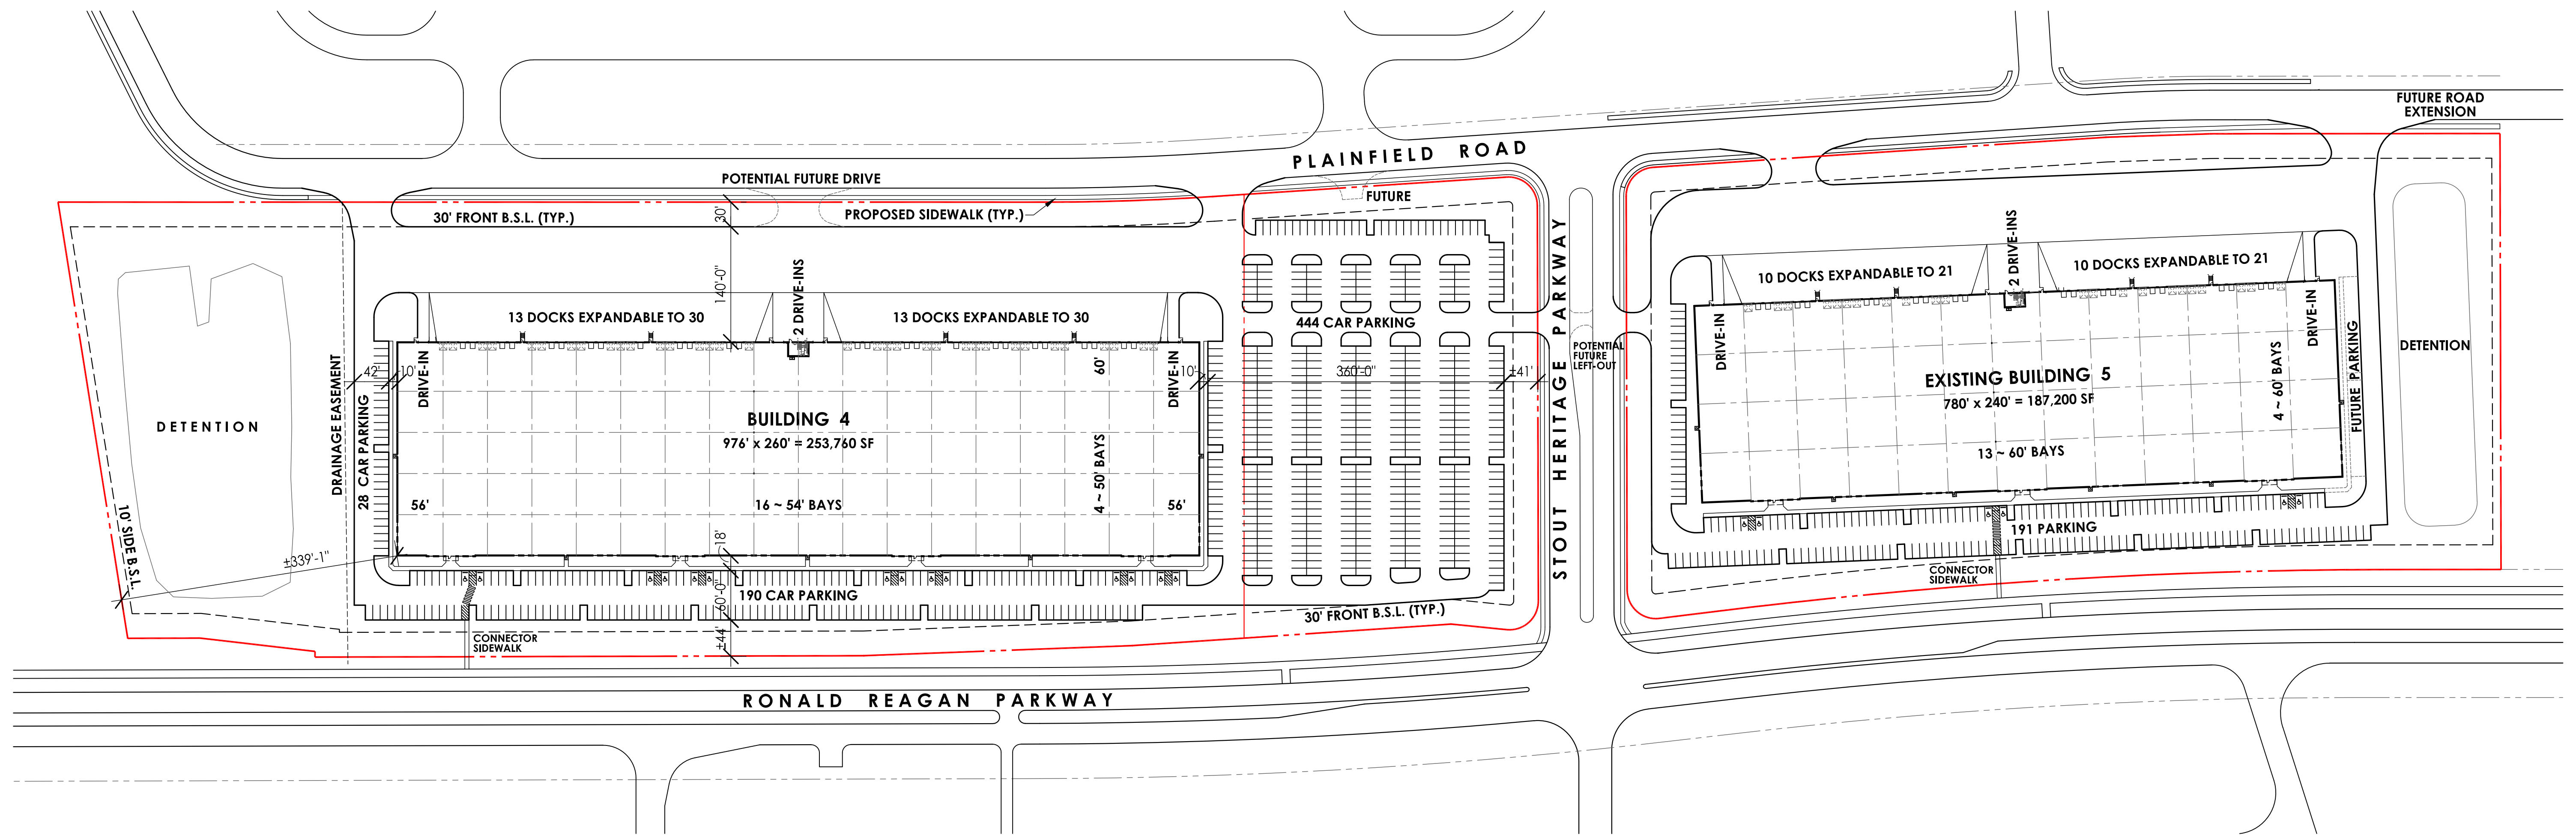 FUTURE ROAD
EXTENSION
PLAINFIELD ROAD
POTENTIAL FUTURE DRIVE
30' FRONT B.S.L. (TYP.)
30'
PROPOSED SIDEWALK (TYP.)
FUTURE
140'-0"
2 DRIVE-INS
13 DOCKS EXPANDABLE TO 30
13 DOCKS EXPANDABLE TO 30
444 CAR PARKING
STOUT HERITAGE PARKWAY
POTENTIAL
FUTURE
LEFT-OUT
2 DRIVE-INS
10 DOCKS EXPANDABLE TO 21
10 DOCKS EXPANDABLE TO 21
DETENTION
DRAINAGE EASEMENT
42'
10'
28 CAR PARKING
DRIVE-IN
60'
DRIVE-IN
10'
360'-0"
±41'
BUILDING 4
976' x 260' = 253,760 SF
4 ~ 50' BAYS
56'
16 ~ 54' BAYS
56'
DRIVE-IN
EXISTING BUILDING 5
780' x 240' = 187,200 SF
13 ~ 60' BAYS
4 ~ 60' BAYS
DRIVE-IN
FUTURE PARKING
DETENTION
10' SIDE B.S.L.
±339'-1"
18'
60'-0"
190 CAR PARKING
±44'
CONNECTOR
SIDEWALK
30' FRONT B.S.L. (TYP.)
191 PARKING
CONNECTOR
SIDEWALK
RONALD REAGAN PARKWAY